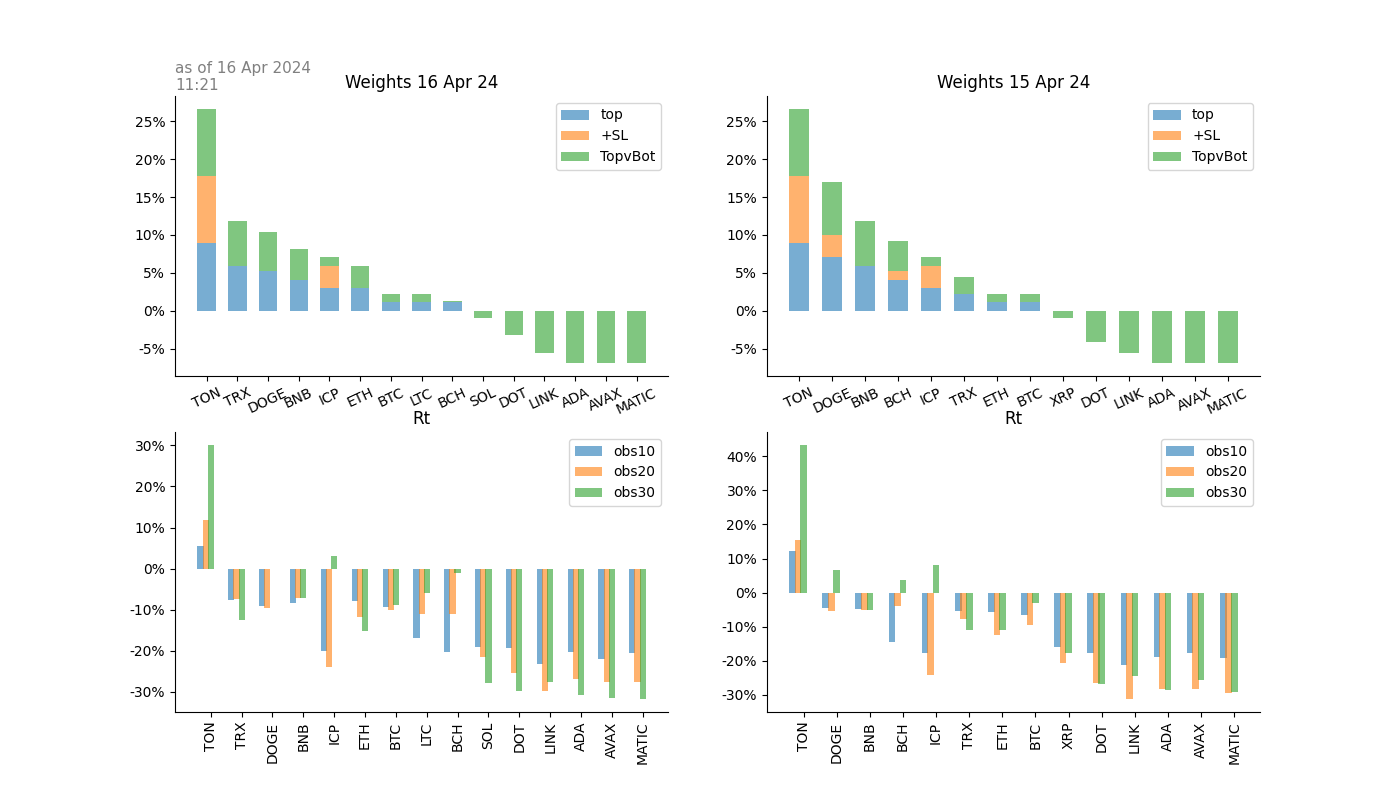 as of 16 Apr 2024
11:21
Weights 16 Apr 24
25%
20%
15%
10%
5%
0%
-5%
top
+SL
TopvBot
TON TRX DOGE BNB ICP ETH BTC LTC BCH SOL DOT LINK ADA AVAX MATIC
Weights 15 Apr 24
25%
20%
15%
10%
5%
0%
-5%
top
+SL
TopvBot
TON DOGE BNB BCH ICP TRX ETH BTC XRP DOT LINK ADA AVAX MATIC
Rt
30%
20%
10%
0%
-10%
-20%
-30%
obs10
obs20
obs30
TON TRX DOGE BNB ICP ETH BTC LTC BCH SOL DOT LINK ADA AVAX MATIC
Rt
40%
30%
20%
10%
0%
-10%
-20%
-30%
obs10
obs20
obs30
TON DOGE BNB BCH ICP TRX ETH BTC XRP DOT LINK ADA AVAX MATIC